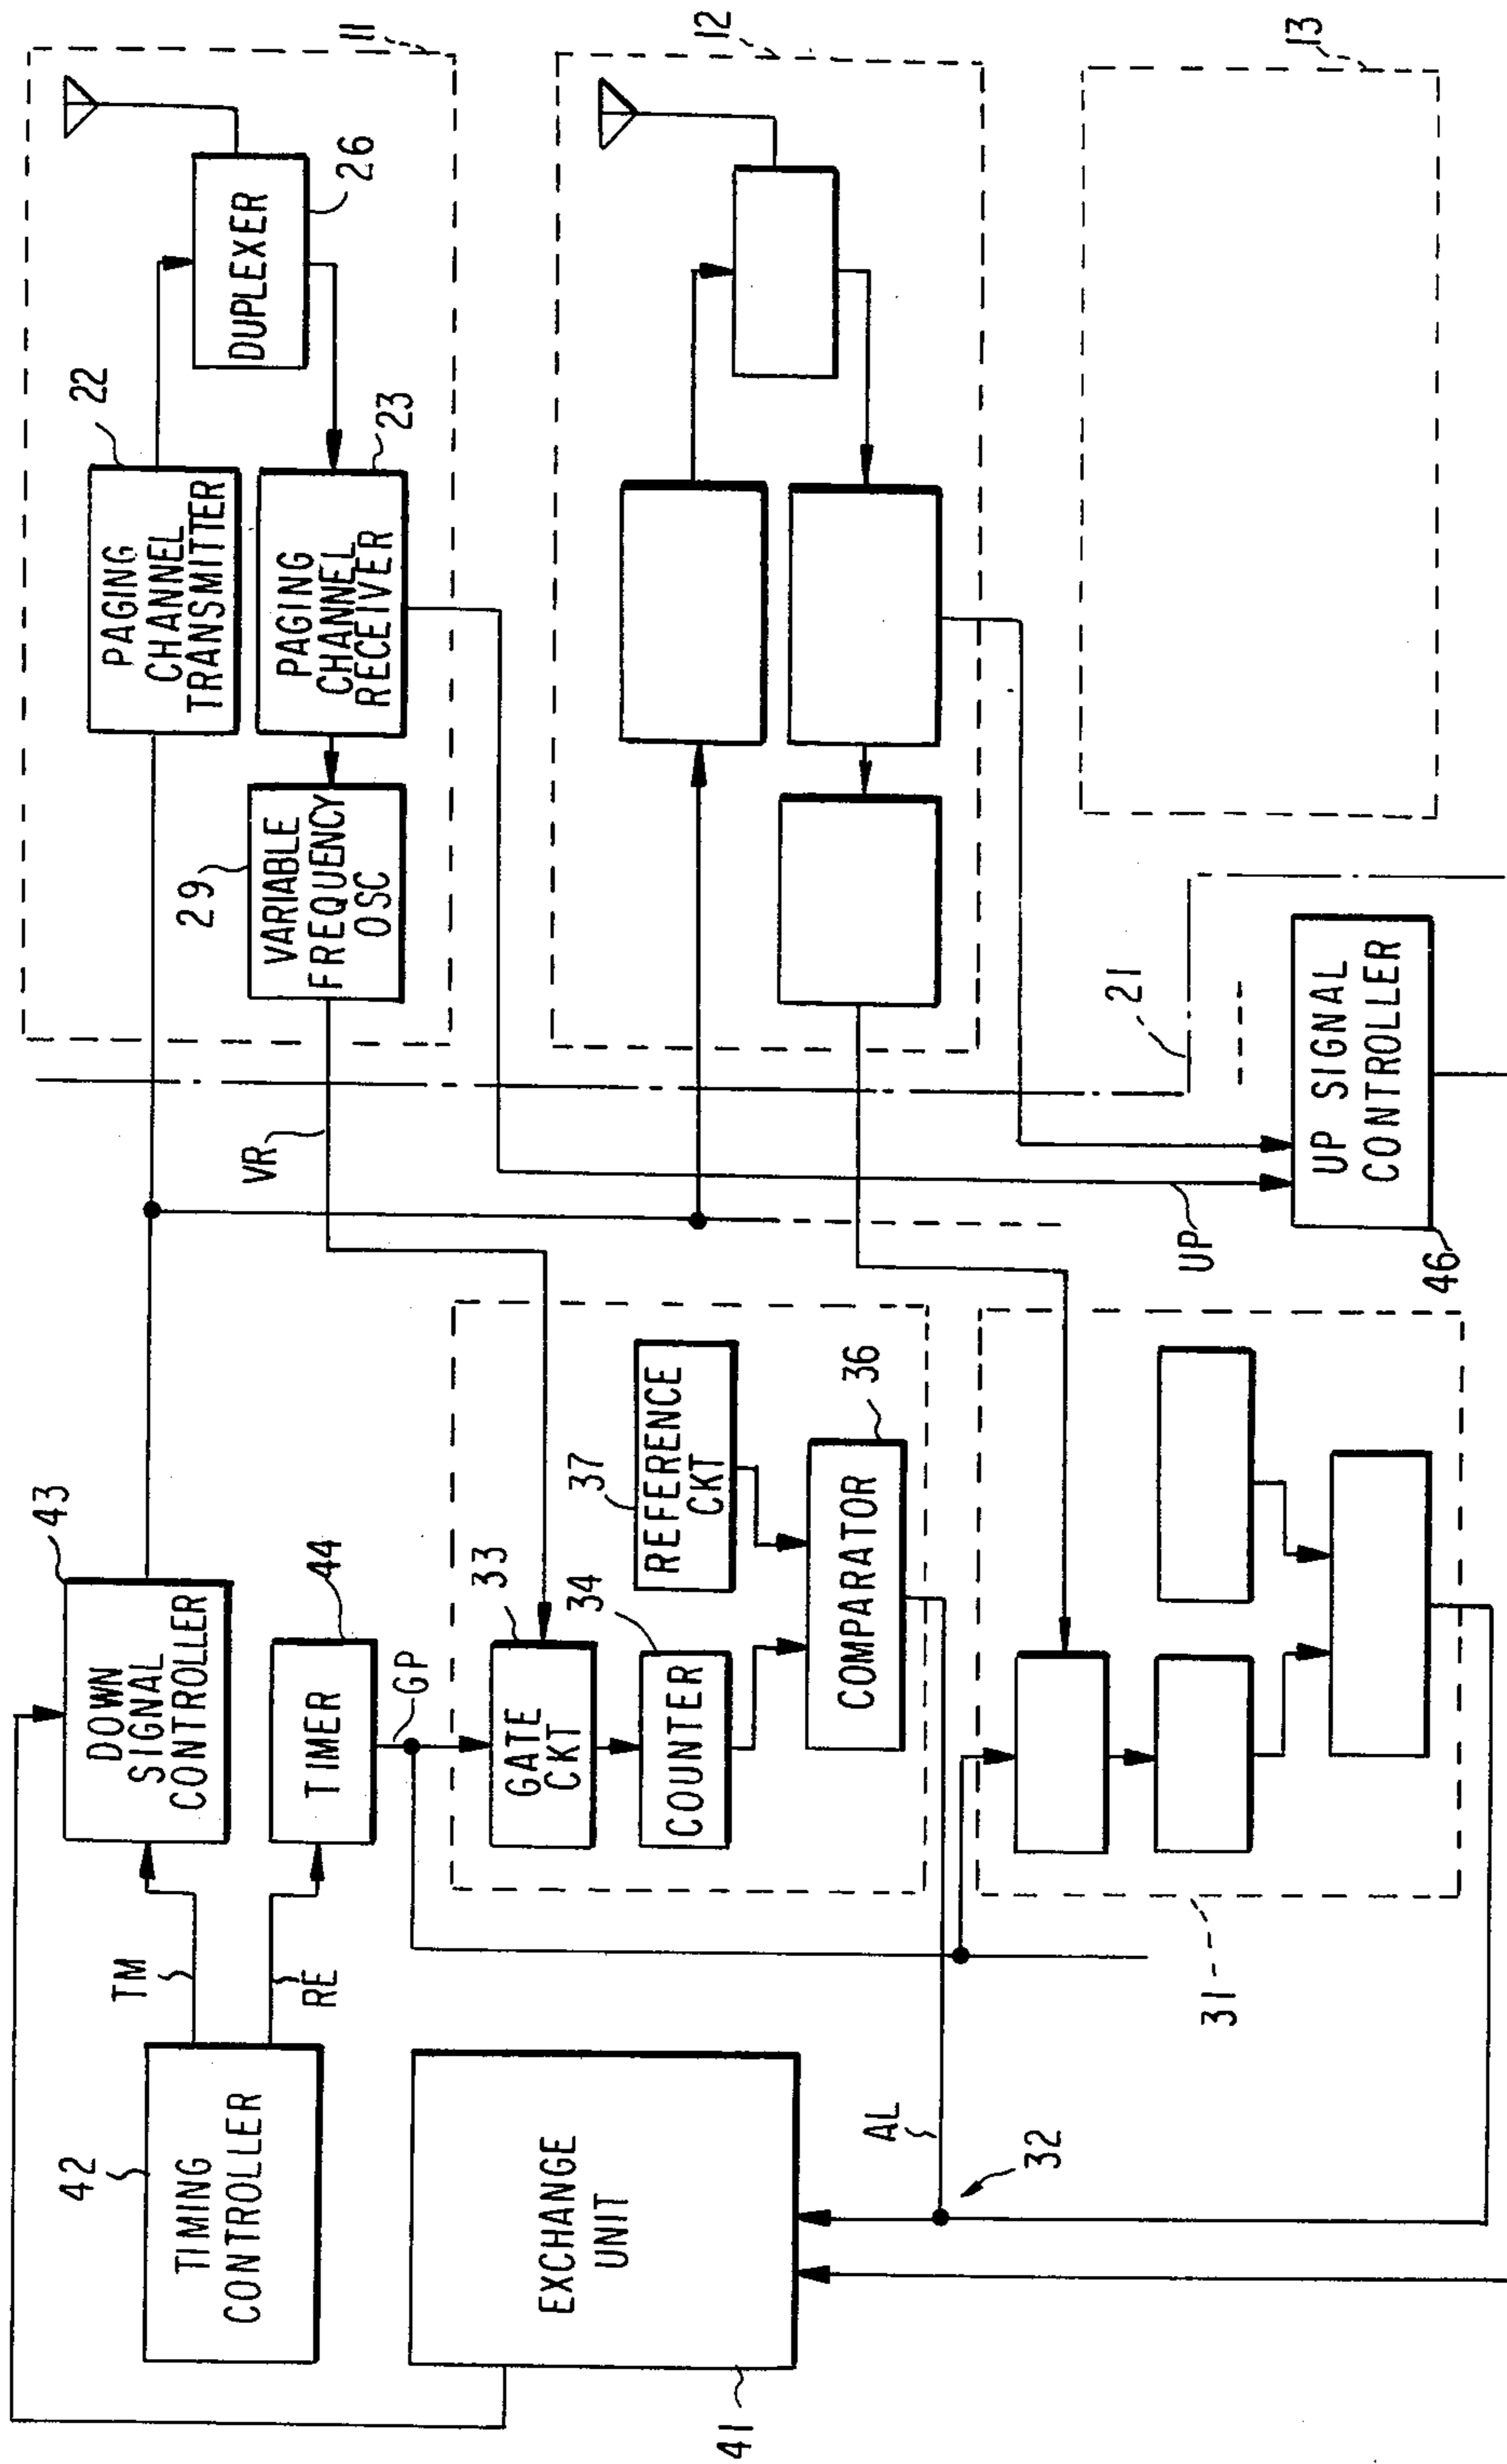 11
22
PAGING
CHANNEL
TRANSMITTER
DUPLEXER
26
PAGING
CHANNEL
RECEIVER
23
29
VARIABLE
FREQUENCY
OSC
VR
43
DOWN
SIGNAL
CONTROLLER
TM
42
TIMING
CONTROLLER
RE
44
TIMER
GP
33
GATE
CKT
34
COUNTER
37
REFERENCE
CKT
36
COMPARATOR
EXCHANGE
UNIT
41
AL
32
31
12
13
21
UP
UP SIGNAL
CONTROLLER
46